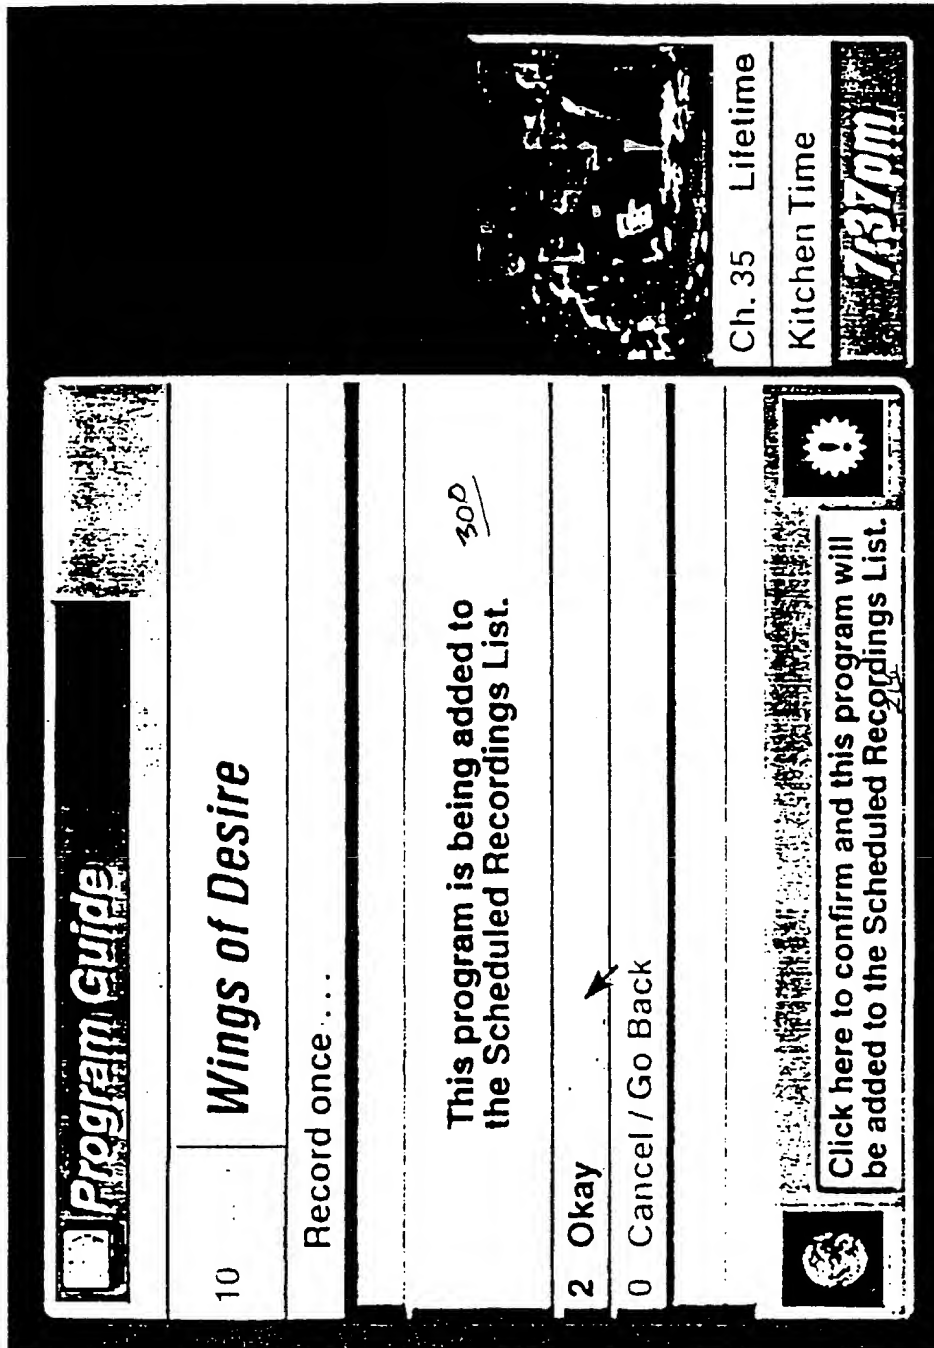 Program Guide
10 Wings of Desire
Record once...
This program is being added to
the Scheduled Recordings List.
300
2 Okay
0 Cancel / Go Back
Click here to confirm and this program will
be added to the Scheduled Recordings List.
Ch. 35 Lifetime
Kitchen Time
7:37pm